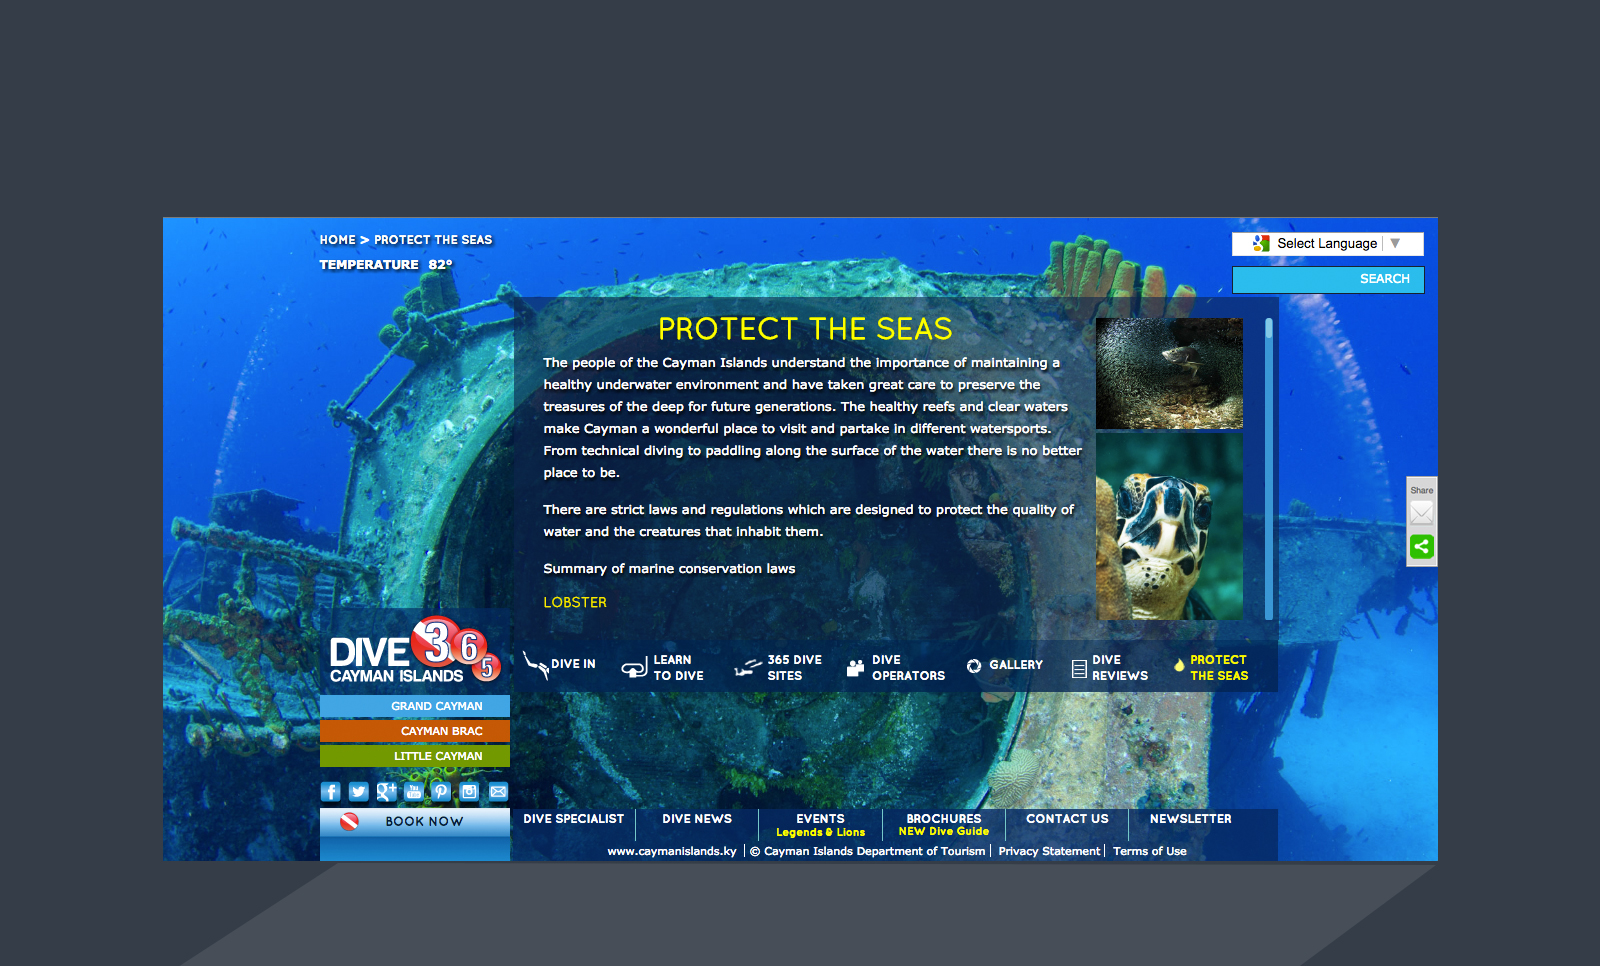 HOME > PROTECT THE SEAS
TEMPERATURE 82°
Select Language
SEARCH
PROTECT THE SEAS
The people of the Cayman Islands understand the importance of maintaining a
healthy underwater environment and have taken great care to preserve the
treasures of the deep for future generations. The healthy reefs and clear waters
make Cayman a wonderful place to visit and partake in different watersports.
From technical diving to paddling along the surface of the water there is no better
place to be.
There are strict laws and regulations which are designed to protect the quality of
water and the creatures that inhabit them.
Summary of marine conservation laws
LOBSTER
Share
DIVE 365
CAYMAN ISLANDS
DIVE IN
LEARN
TO DIVE
365 DIVE
SITES
DIVE
OPERATORS
GALLERY
DIVE
REVIEWS
PROTECT
THE SEAS
GRAND CAYMAN
CAYMAN BRAC
LITTLE CAYMAN
BOOK NOW
DIVE SPECIALIST
DIVE NEWS
EVENTS
Legends & Lions
BROCHURES
NEW Dive Guide
CONTACT US
NEWSLETTER
www.caymanislands.ky | © Cayman Islands Department of Tourism | Privacy Statement | Terms of Use